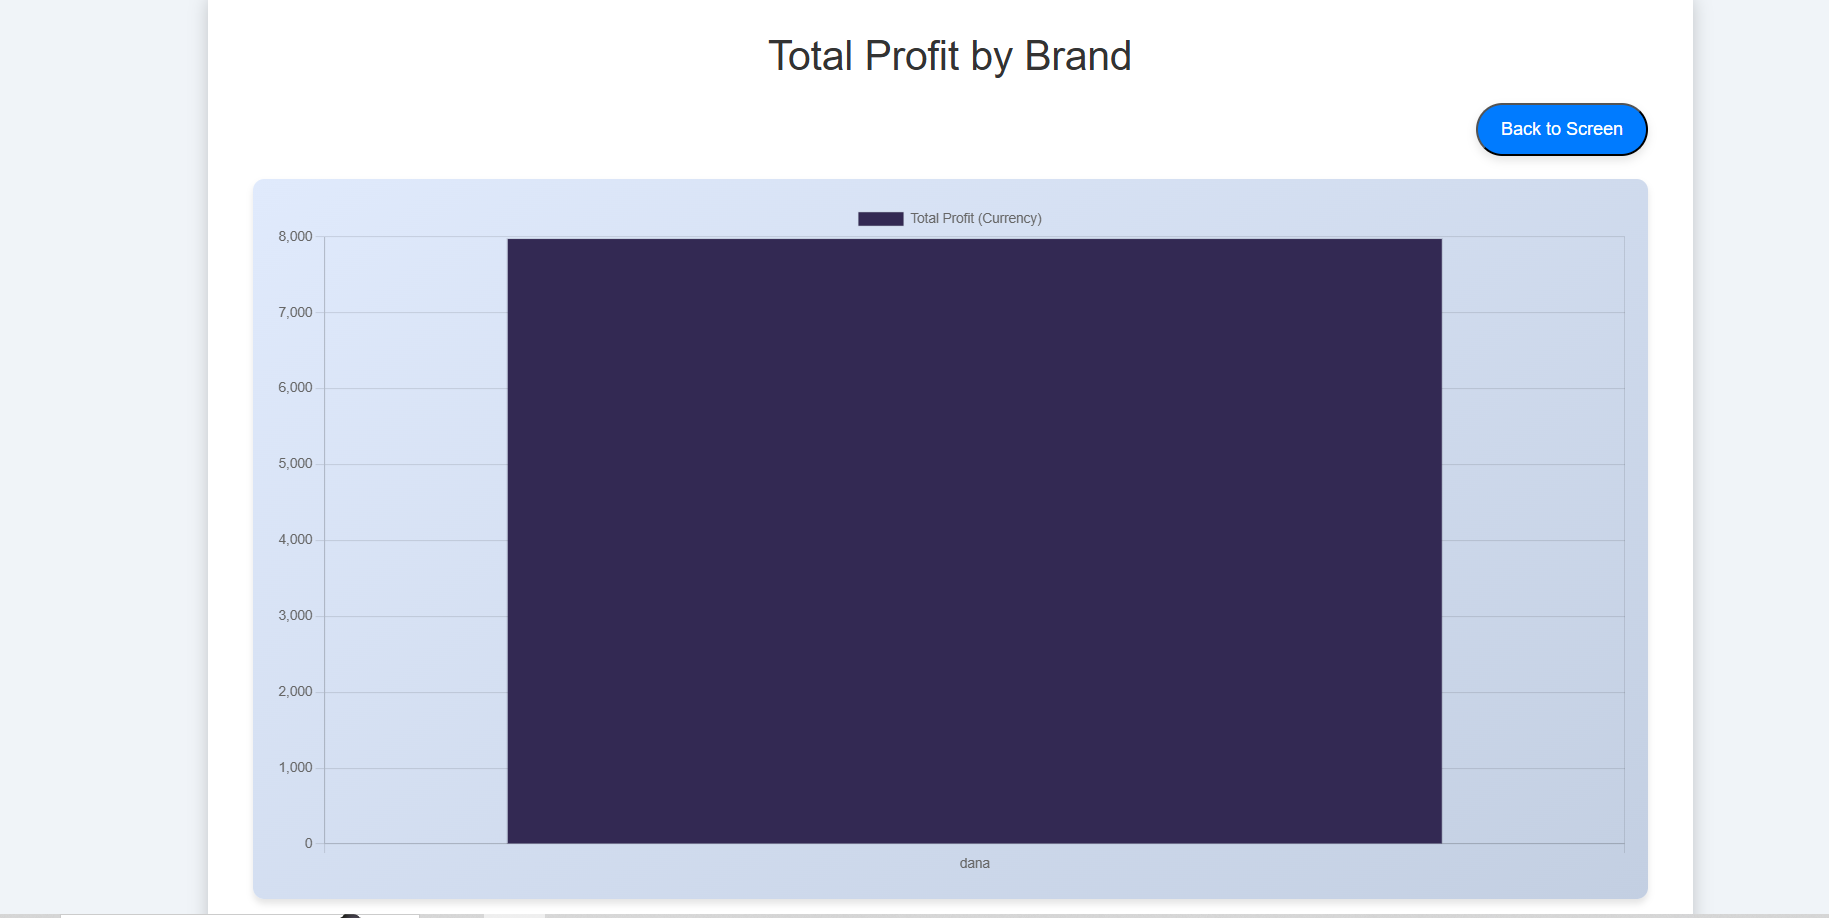 Total Profit by Brand
Back to Screen
Total Profit (Currency)
8,000
7,000
6,000
5,000
4,000
3,000
2,000
1,000
0
dana